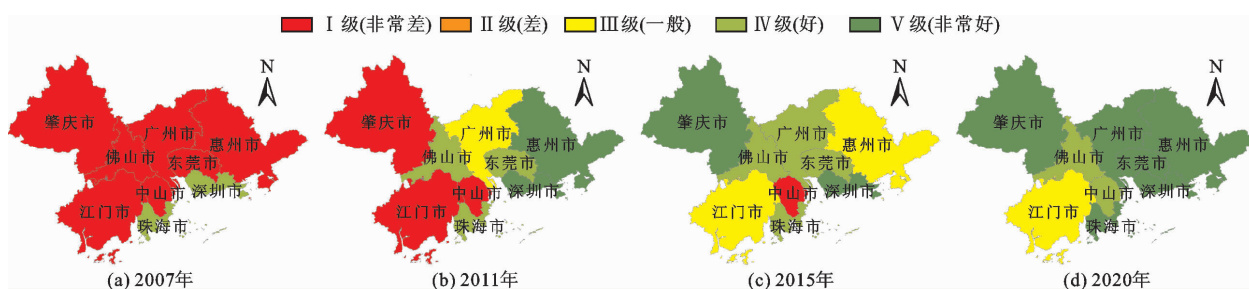 I 级(非常差) II 级(差) III级(一般) IV级(好) V 级(非常好)
N N N N
肇庆市 广州市 惠州市 佛山市 东莞市 中山市 深圳市 江门市 珠海市
肇庆市 广州市 惠州市 佛山市 东莞市 中山市 深圳市 江门市 珠海市
肇庆市 广州市 惠州市 佛山市 东莞市 中山市 深圳市 江门市 珠海市
肇庆市 广州市 惠州市 佛山市 东莞市 中山市 深圳市 江门市 珠海市
(a) 2007年 (b) 2011年 (c) 2015年 (d) 2020年